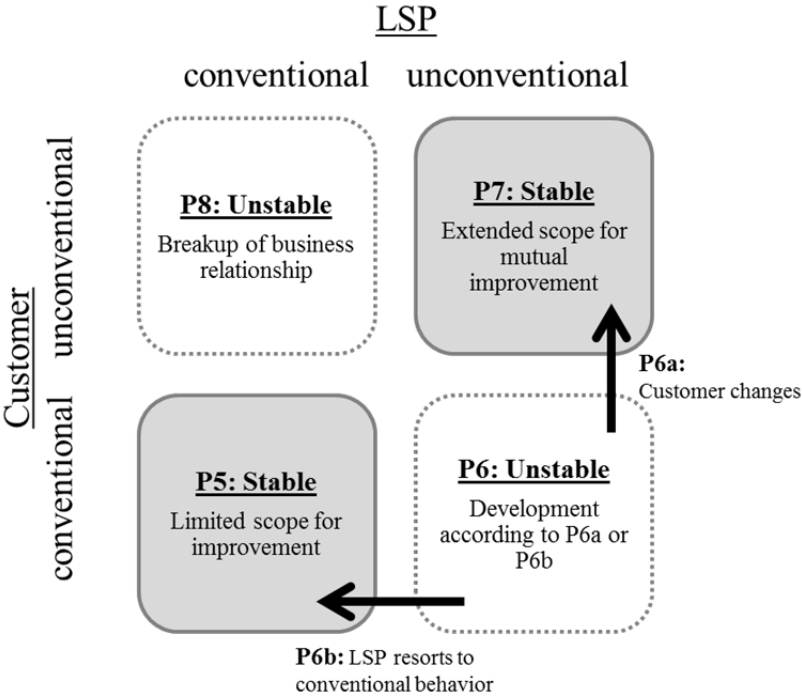 LSP
conventional
unconventional
Customer
unconventional
conventional
P8: Unstable
Breakup of business
relationship
P7: Stable
Extended scope for
mutual
improvement
P6a:
Customer changes
P5: Stable
Limited scope for
improvement
P6: Unstable
Development
according to P6a or
P6b
P6b: LSP resorts to
conventional behavior